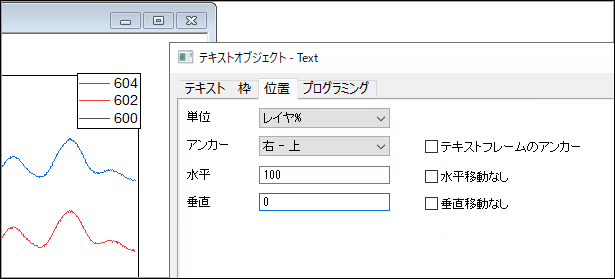 604
602
600
テキストオブジェクト - Text
テキスト 枠 位置 プログラミング
単位 レイヤ%
アンカー 右 - 上 テキストフレームのアンカー
水平 100 水平移動なし
垂直 0 垂直移動なし